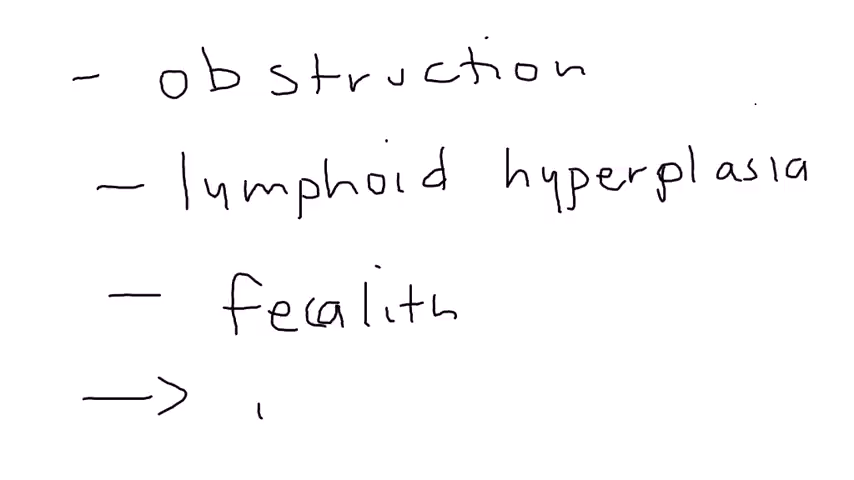 - obstruction
- lymphoid hyperplasia
- fecalith
→